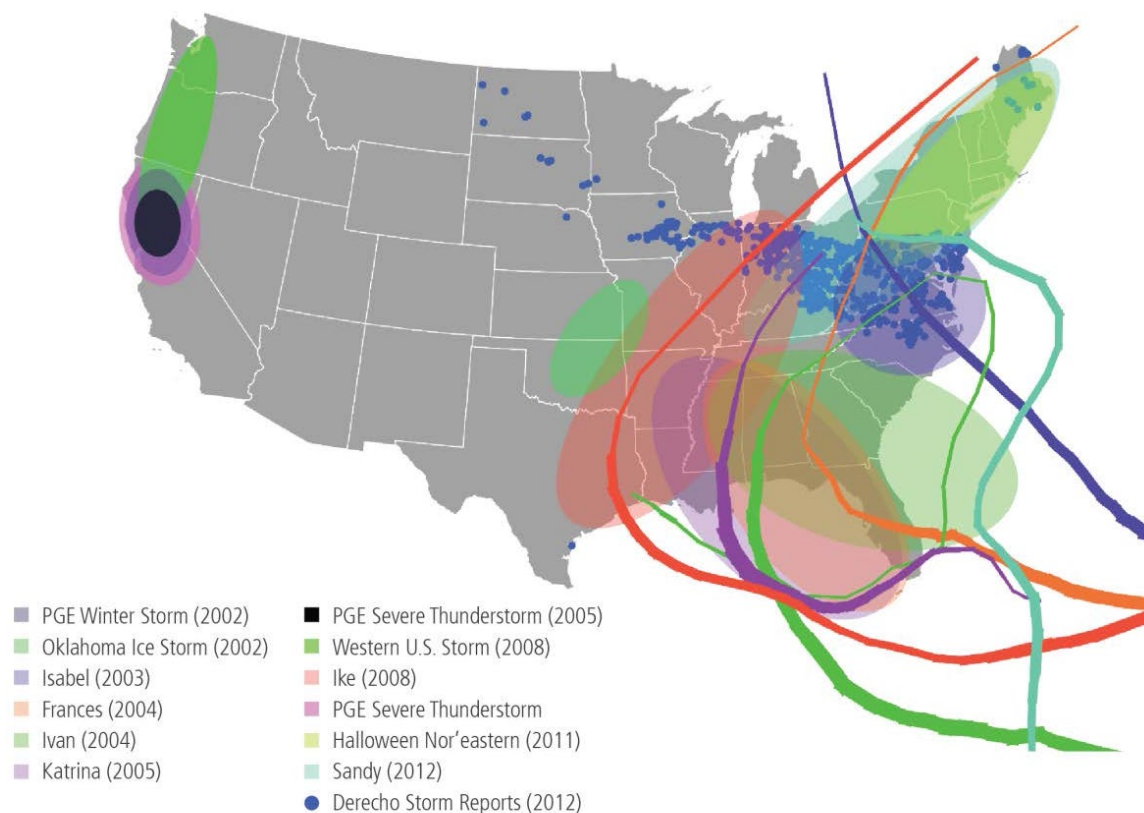 PGE Winter Storm (2002)
Oklahoma Ice Storm (2002)
Isabel (2003)
Frances (2004)
Ivan (2004)
Katrina (2005)
PGE Severe Thunderstorm (2005)
Western U.S. Storm (2008)
Ike (2008)
PGE Severe Thunderstorm
Halloween Nor'eastern (2011)
Sandy (2012)
Derecho Storm Reports (2012)